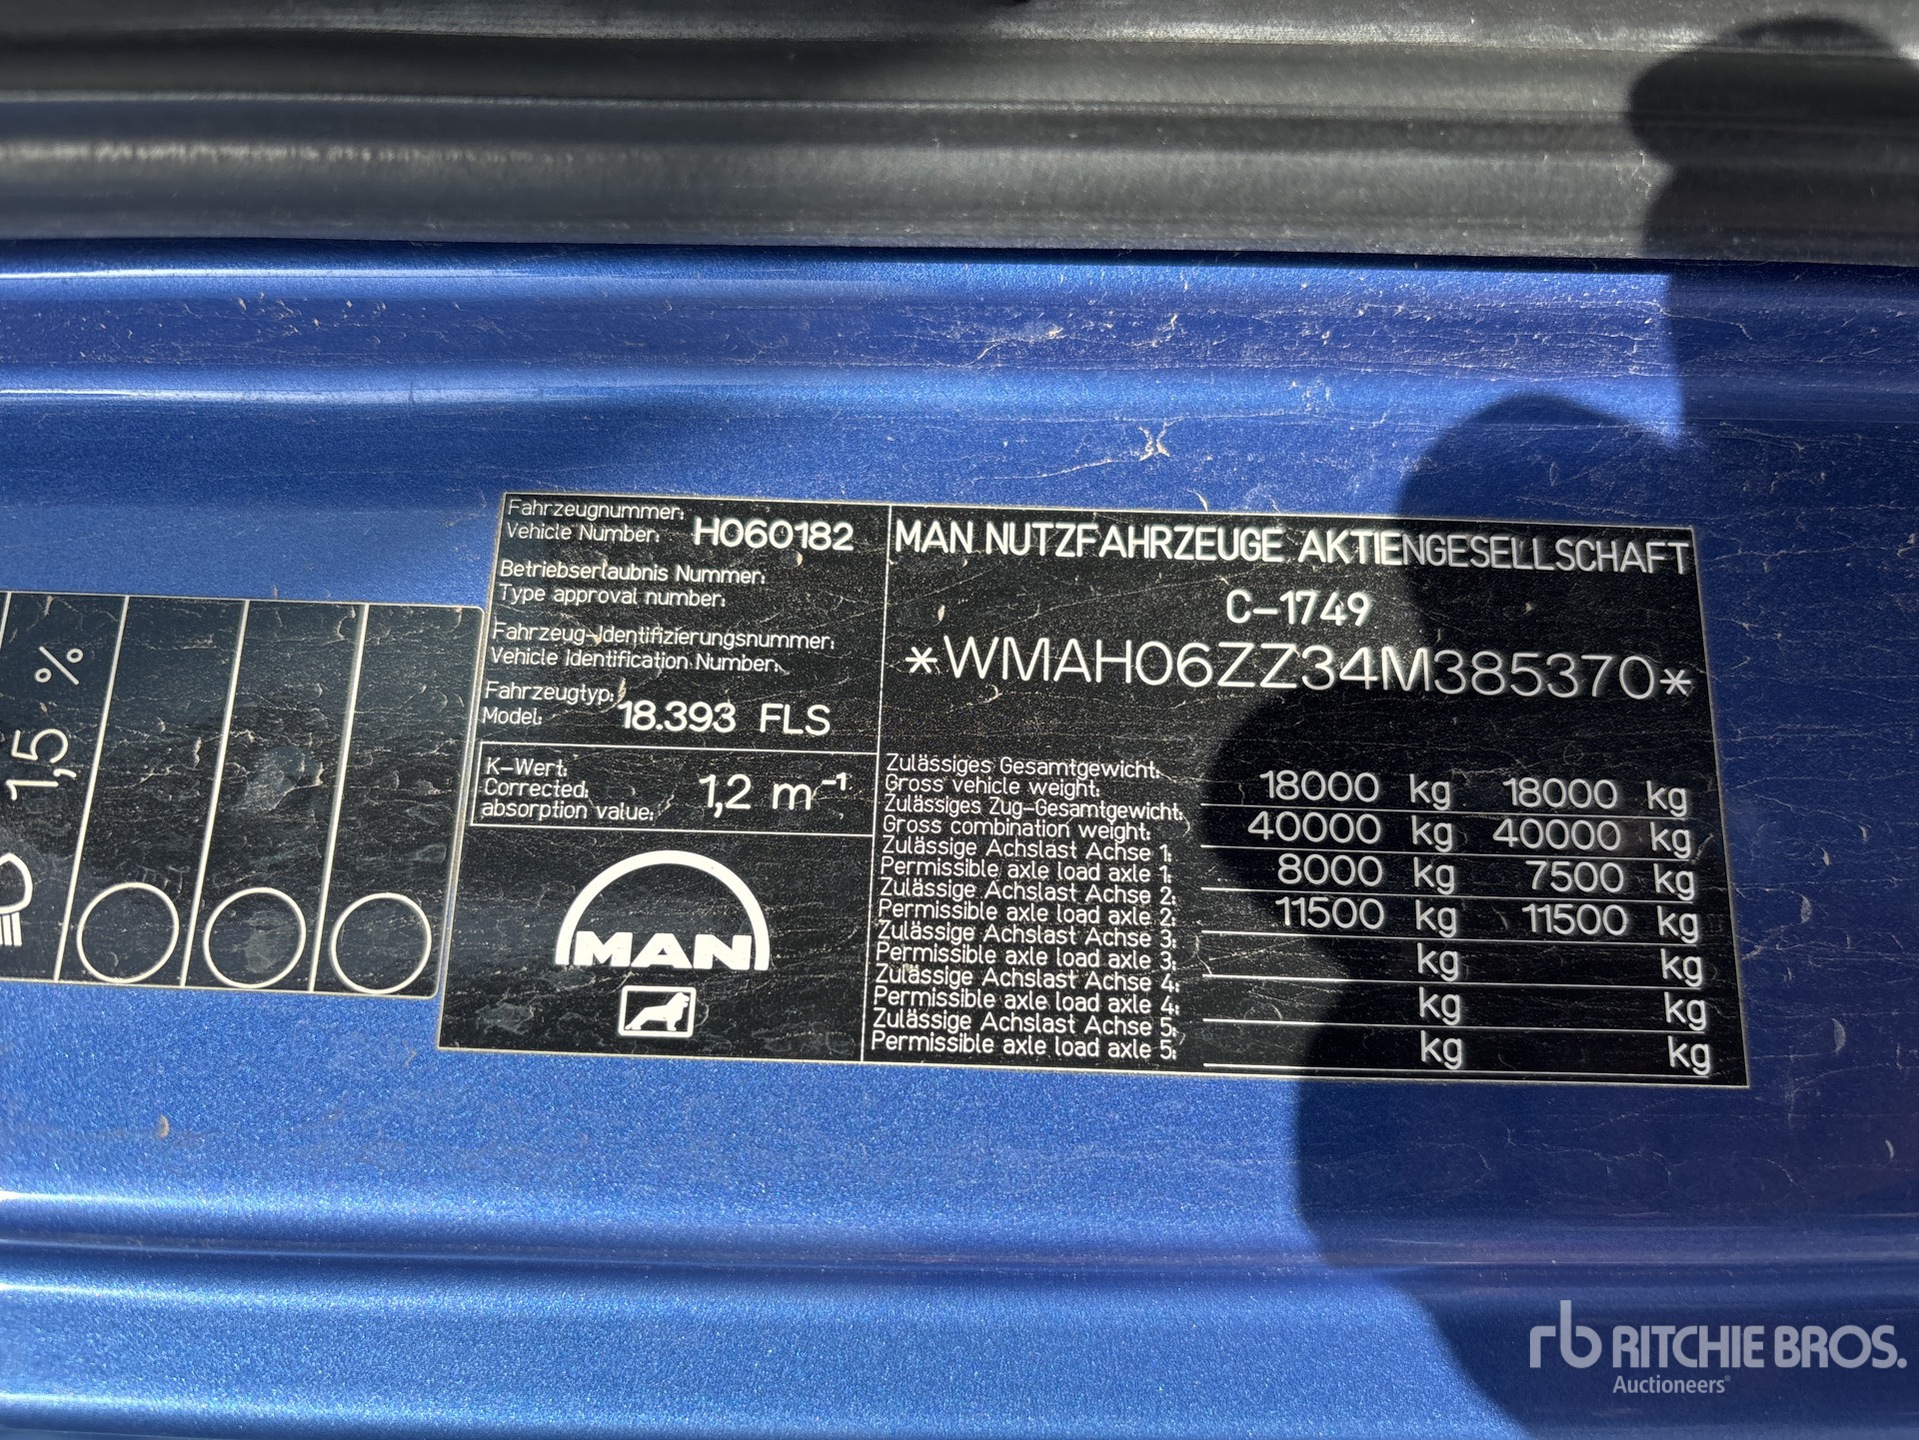 1,5 %
Fahrzeugnummer:
Vehicle Number: H060182
Betriebserlaubnis Nummer:
Type approval number:
Fahrzeug-Identifizierungsnummer:
Vehicle Identification Number:
Fahrzeugtyp:
Model: 18.393 FLS
K-Wert:
Corrected:
absorption value: 1,2 m⁻¹
MAN
MAN NUTZFAHRZEUGE AKTIENGESELLSCHAFT
C-1749
*WMAH06ZZ34M385370*
Zulässiges Gesamtgewicht:
Gross vehicle weight: 18000 kg 18000 kg
Zulässiges Zug-Gesamtgewicht:
Gross combination weight: 40000 kg 40000 kg
Zulässige Achslast Achse 1:
Permissible axle load axle 1: 8000 kg 7500 kg
Zulässige Achslast Achse 2:
Permissible axle load axle 2: 11500 kg 11500 kg
Zulässige Achslast Achse 3:
Permissible axle load axle 3: kg kg
Zulässige Achslast Achse 4:
Permissible axle load axle 4: kg kg
Zulässige Achslast Achse 5:
Permissible axle load axle 5: kg kg
rb RITCHIE BROS.
Auctioneers®